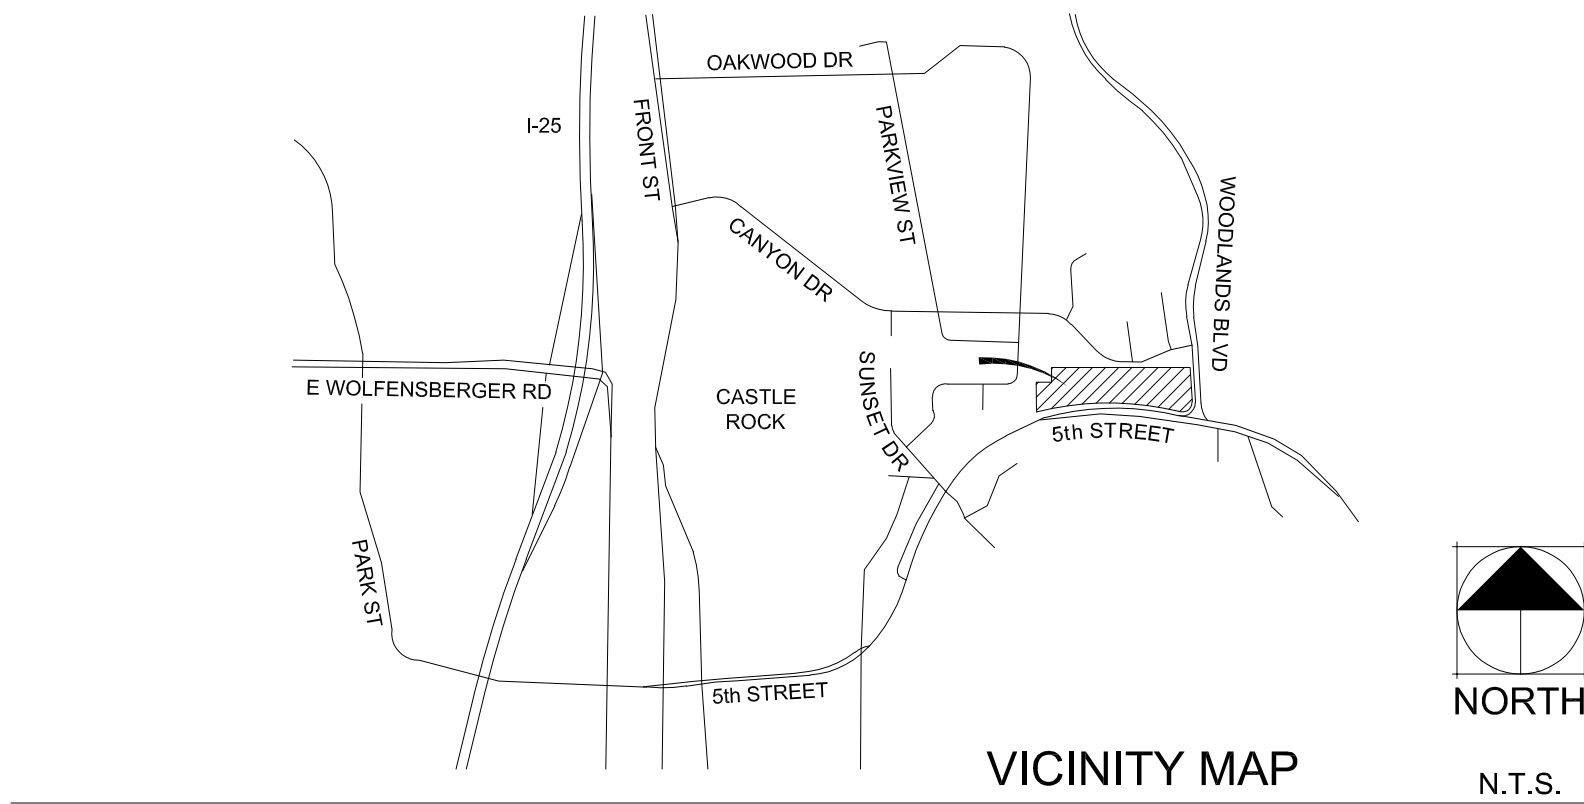 OAKWOOD DR
I-25
FRONT ST
PARKVIEW ST
WOODLANDS BLVD
CANYON DR
E WOLFENSBERGER RD
CASTLE
ROCK
SUNSET DR
5th STREET
PARK ST
5th STREET
NORTH
VICINITY MAP
N.T.S.